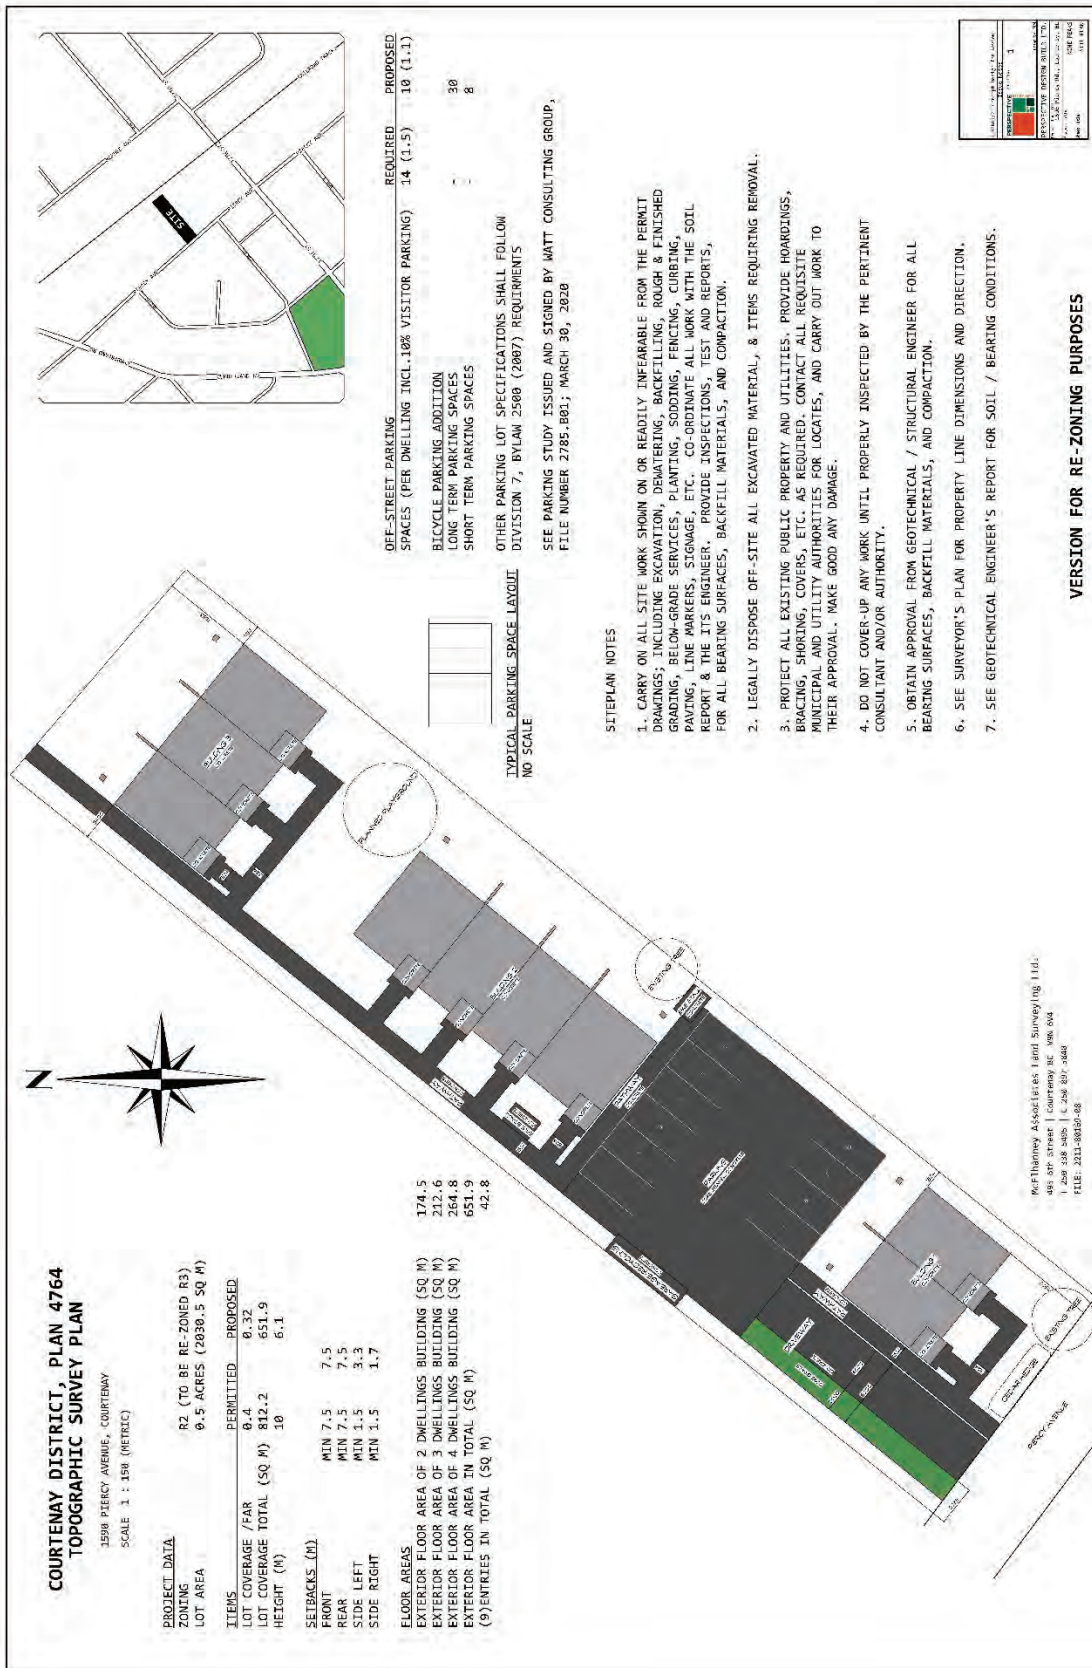 COURTENAY DISTRICT, PLAN 4764
TOPOGRAPHIC SURVEY PLAN
1590 PIERCY AVENUE, COURTENAY
SCALE 1 : 150 (METRIC)
PROJECT DATA
ZONING R2 (TO BE RE-ZONED R3)
LOT AREA 0.5 ACRES (2030.5 SQ M)
ITEMS PERMITTED PROPOSED
LOT COVERAGE /FAR 0.4 0.32
LOT COVERAGE TOTAL (SQ M) 812.2 651.9
HEIGHT (M) 10 6.1
SETBACKS (M)
FRONT MIN 7.5 7.5
REAR MIN 7.5 7.5
SIDE LEFT MIN 1.5 3.3
SIDE RIGHT MIN 1.5 1.7
FLOOR AREAS
EXTERIOR FLOOR AREA OF 2 DWELLINGS BUILDING (SQ M) 174.5
EXTERIOR FLOOR AREA OF 3 DWELLINGS BUILDING (SQ M) 212.6
EXTERIOR FLOOR AREA OF 4 DWELLINGS BUILDING (SQ M) 264.8
EXTERIOR FLOOR AREA IN TOTAL (SQ M) 651.9
(9)ENTRIES IN TOTAL (SQ M) 42.8
N
PLANNED PLAYGROUND
EXISTING TREE
PARKING
DRIVEWAY
EXISTING TREE
CEDAR HEDGE
PIERCY AVENUE
TYPICAL PARKING SPACE LAYOUT
NO SCALE
SITE
OFF-STREET PARKING REQUIRED PROPOSED
SPACES (PER DWELLING INCL.10% VISITOR PARKING) 14 (1.5) 10 (1.1)
BICYCLE PARKING ADDITION
LONG TERM PARKING SPACES - 30
SHORT TERM PARKING SPACES - 8
OTHER PARKING LOT SPECIFICATIONS SHALL FOLLOW
DIVISION 7, BYLAW 2500 (2007) REQUIRMENTS
SEE PARKING STUDY ISSUED AND SIGNED BY WATT CONSULTING GROUP,
FILE NUMBER 2785.B01; MARCH 30, 2020
SITEPLAN NOTES
1. CARRY ON ALL SITE WORK SHOWN ON OR READILY INFERABLE FROM THE PERMIT
DRAWINGS; INCLUDING EXCAVATION, DEWATERING, BACKFILLING, ROUGH & FINISHED
GRADING, BELOW-GRADE SERVICES, PLANTING, SODDING, FENCING, CURBING,
PAVING, LINE MARKERS, SIGNAGE, ETC. CO-ORDINATE ALL WORK WITH THE SOIL
REPORT & THE ITS ENGINEER. PROVIDE INSPECTIONS, TEST AND REPORTS,
FOR ALL BEARING SURFACES, BACKFILL MATERIALS, AND COMPACTION.
2. LEGALLY DISPOSE OFF-SITE ALL EXCAVATED MATERIAL, & ITEMS REQUIRING REMOVAL.
3. PROTECT ALL EXISTING PUBLIC PROPERTY AND UTILITIES. PROVIDE HOARDINGS,
BRACING, SHORING, COVERS, ETC. AS REQUIRED. CONTACT ALL REQUISITE
MUNICIPAL AND UTILITY AUTHORITIES FOR LOCATES, AND CARRY OUT WORK TO
THEIR APPROVAL. MAKE GOOD ANY DAMAGE.
4. DO NOT COVER-UP ANY WORK UNTIL PROPERLY INSPECTED BY THE PERTINENT
CONSULTANT AND/OR AUTHORITY.
5. OBTAIN APPROVAL FROM GEOTECHNICAL / STRUCTURAL ENGINEER FOR ALL
BEARING SURFACES, BACKFILL MATERIALS, AND COMPACTION.
6. SEE SURVEYOR'S PLAN FOR PROPERTY LINE DIMENSIONS AND DIRECTION.
7. SEE GEOTECHNICAL ENGINEER'S REPORT FOR SOIL / BEARING CONDITIONS.
McElhanney Associates Land Surveying Ltd.
495 6th Street | Courtenay BC
VERSION FOR RE-ZONING PURPOSES
PERSPECTIVE
PERSPECTIVE DESIGN BUILD LTD.